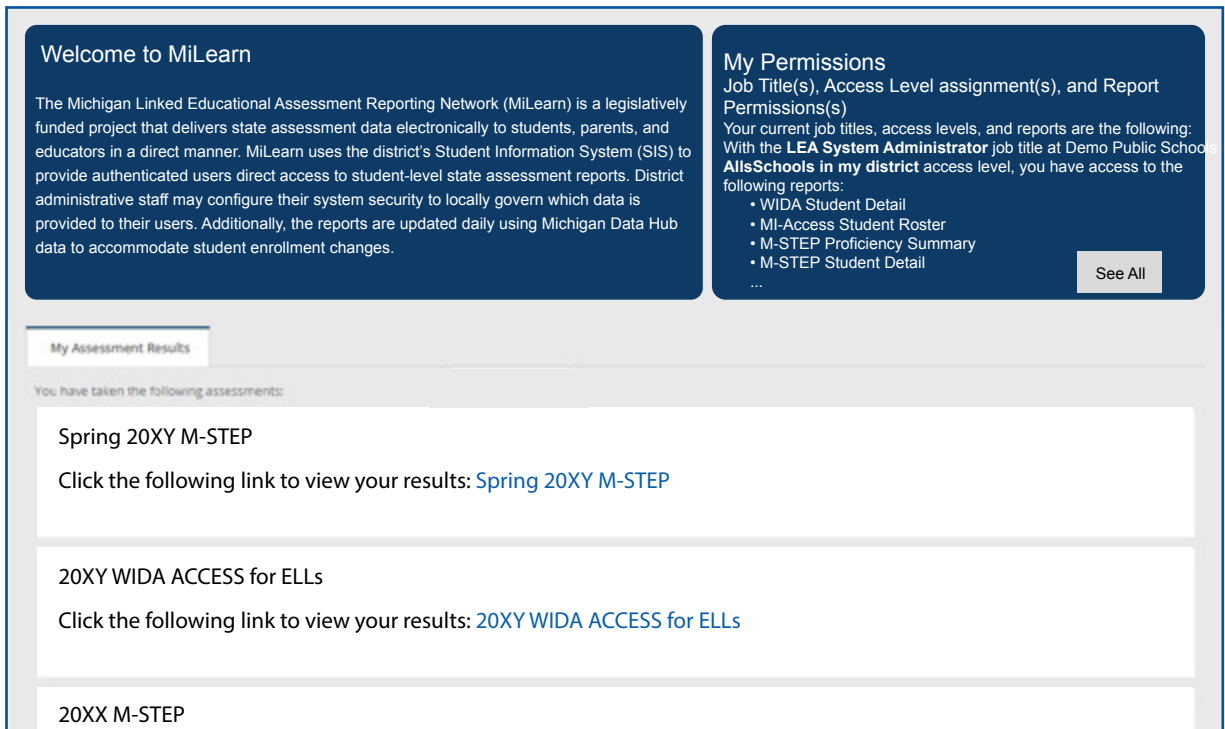 Welcome to MiLearn
The Michigan Linked Educational Assessment Reporting Network (MiLearn) is a legislatively
funded project that delivers state assessment data electronically to students, parents, and
educators in a direct manner. MiLearn uses the district's Student Information System (SIS) to
provide authenticated users direct access to student-level state assessment reports. District
administrative staff may configure their system security to locally govern which data is
provided to their users. Additionally, the reports are updated daily using Michigan Data Hub
data to accommodate student enrollment changes.
My Permissions
Job Title(s), Access Level assignment(s), and Report
Permissions(s)
Your current job titles, access levels, and reports are the following:
With the LEA System Administrator job title at Demo Public Schools
AllsSchools in my district access level, you have access to the
following reports:
• WIDA Student Detail
• MI-Access Student Roster
• M-STEP Proficiency Summary
• M-STEP Student Detail
...
See All
My Assessment Results
You have taken the following assessments:
Spring 20XY M-STEP
Click the following link to view your results: Spring 20XY M-STEP
20XY WIDA ACCESS for ELLs
Click the following link to view your results: 20XY WIDA ACCESS for ELLs
20XX M-STEP